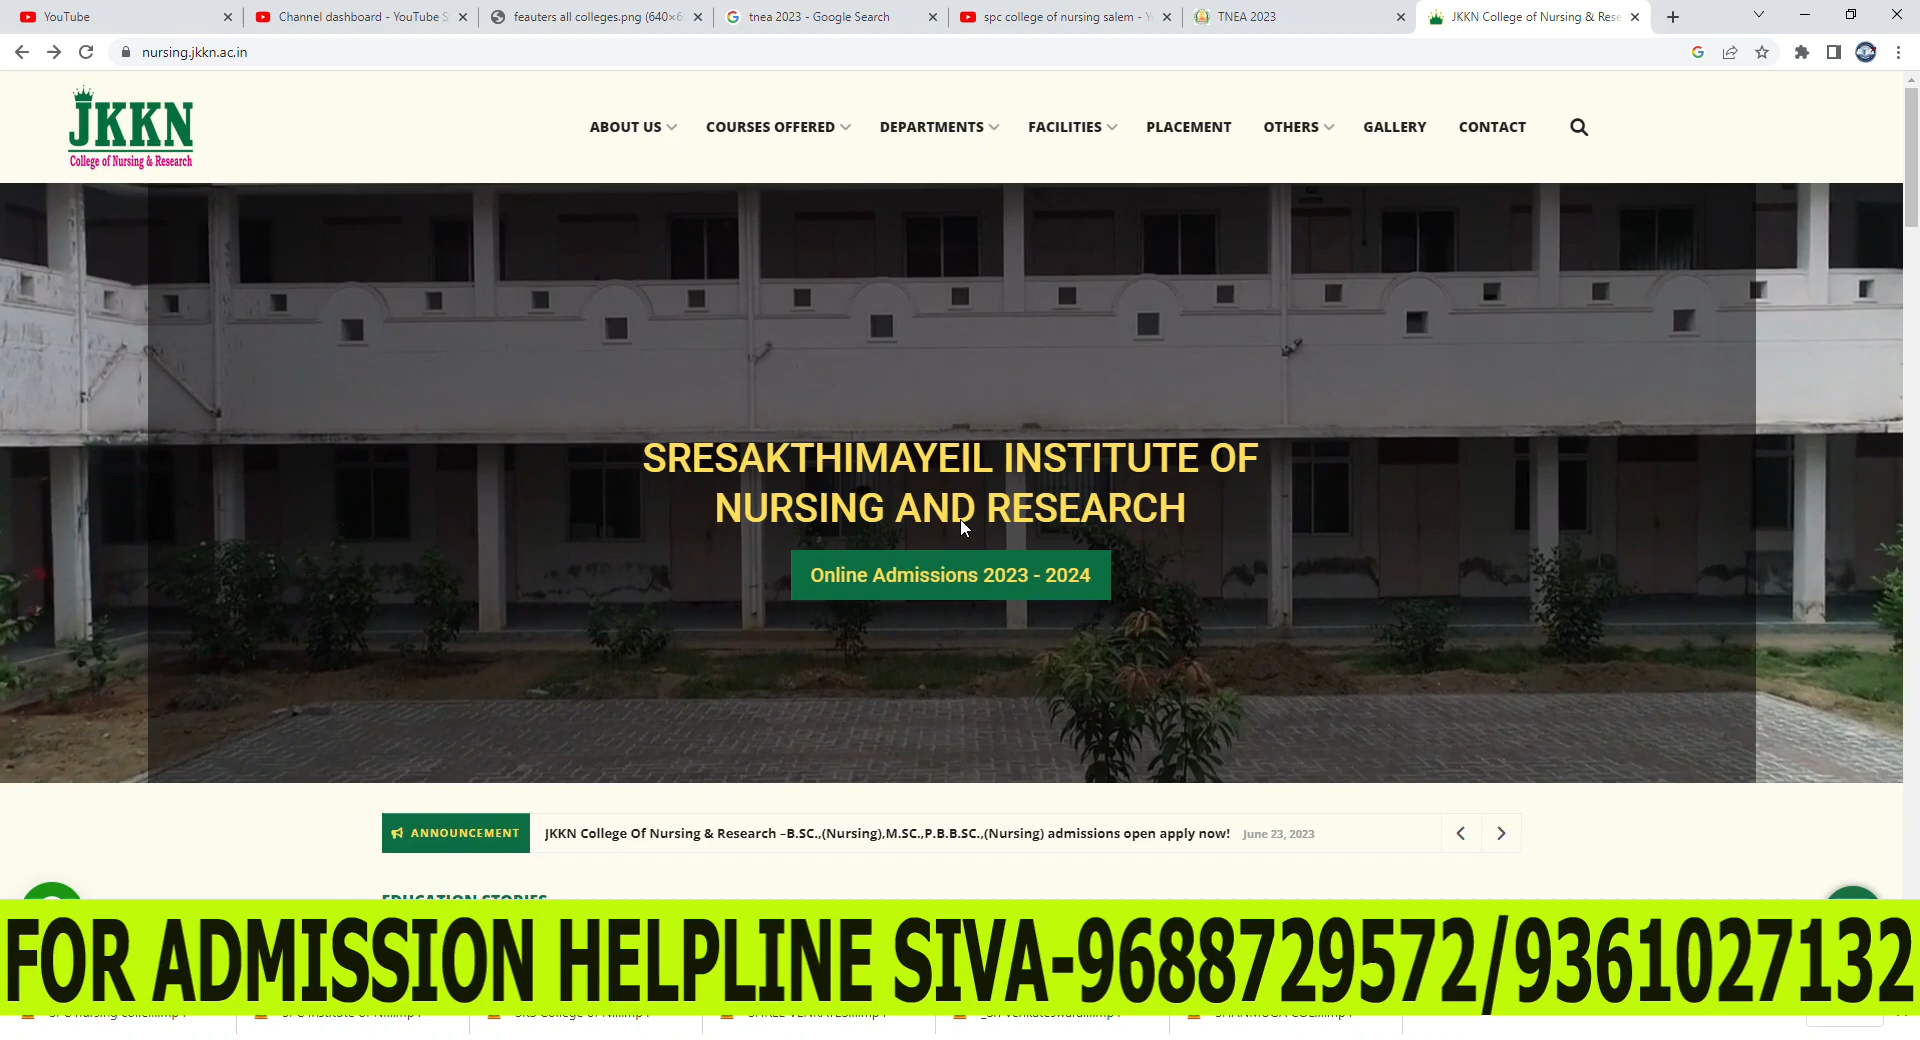 YouTube
Channel dashboard - YouTube S
feauters all colleges.png (640×6
tnea 2023 - Google Search
spc college of nursing salem - Y
TNEA 2023
JKKN College of Nursing & Rese
nursing.jkkn.ac.in
JKKN
College of Nursing & Research
ABOUT US
COURSES OFFERED
DEPARTMENTS
FACILITIES
PLACEMENT
OTHERS
GALLERY
CONTACT
SRESAKTHIMAYEIL INSTITUTE OF
NURSING AND RESEARCH
Online Admissions 2023 - 2024
ANNOUNCEMENT
JKKN College Of Nursing & Research –B.SC.,(Nursing),M.SC.,P.B.B.SC.,(Nursing) admissions open apply now! June 23, 2023
EDUCATION STORIES
FOR ADMISSION HELPLINE SIVA-9688729572/9361027132